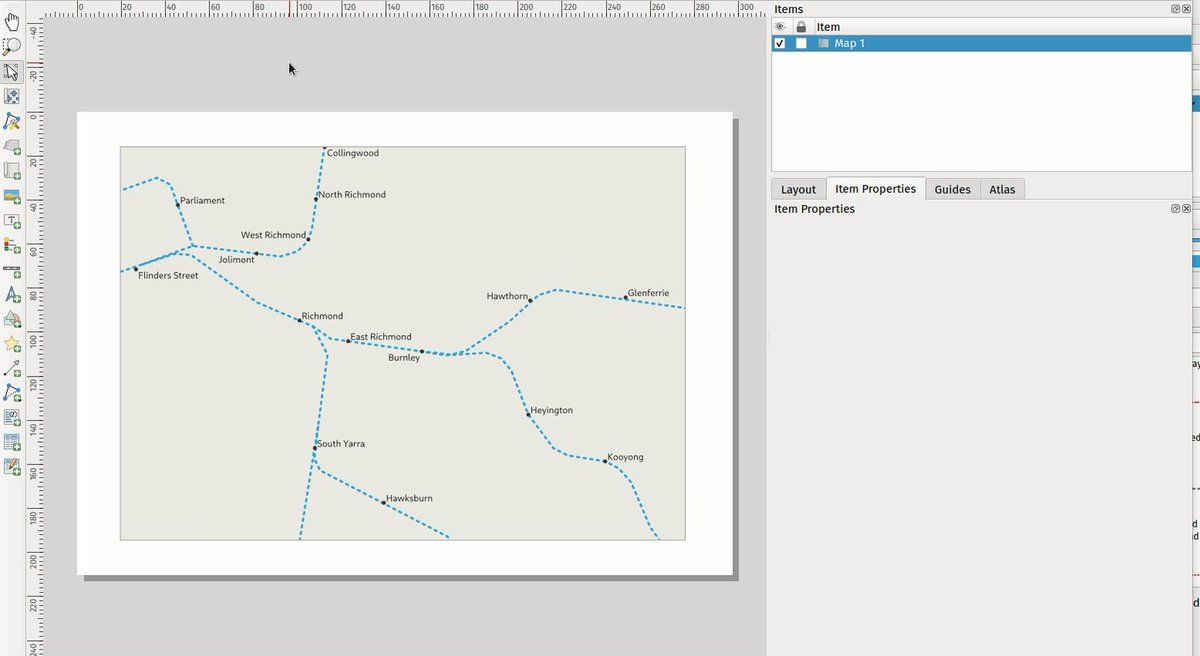 0 20 40 60 80 100 120 140 160 180 200 220 240 260 280 300
Items
Item
Map 1
Layout
Item Properties
Guides
Atlas
Item Properties
Collingwood
Parliament
North Richmond
West Richmond
Jolimont
Flinders Street
Hawthorn
Glenferrie
Richmond
East Richmond
Burnley
Heyington
South Yarra
Kooyong
Hawksburn
-40
-20
0
20
40
60
80
100
120
140
160
180
200
220
240